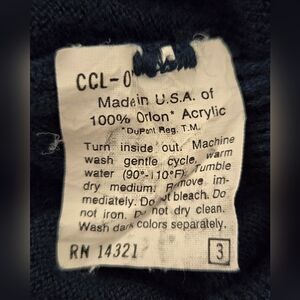 CCL-0
Made in U.S.A. of
100% Orlon* Acrylic
*DuPont Reg. T.M.
Turn inside out. Machine
wash gentle cycle, warm
water (90°-110°F). Tumble
dry medium. Remove im-
mediately. Do not bleach. Do
not iron. Do not dry clean.
Wash dark colors separately.
RN 14321 3